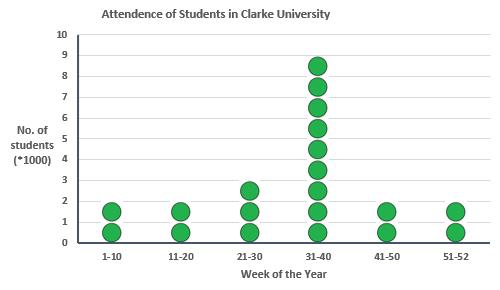 Attendence of Students in Clarke University
10
9
8
7
6
5
4
3
2
1
0
No. of
students
(*1000)
1-10 11-20 21-30 31-40 41-50 51-52
Week of the Year